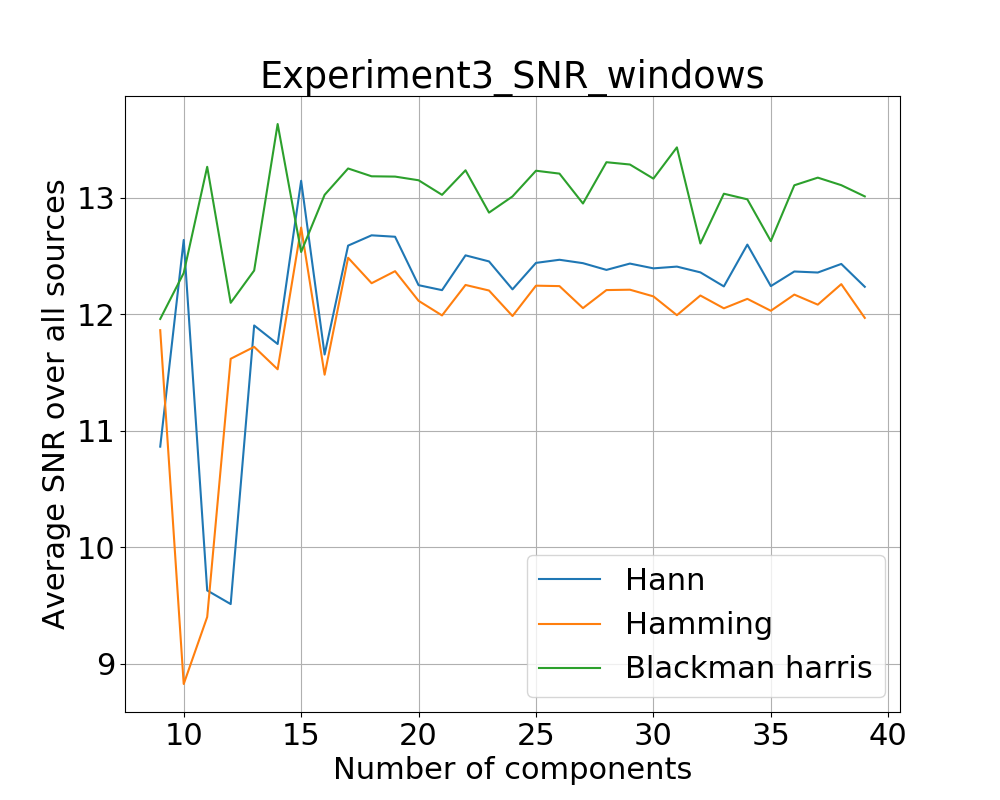 Experiment3_SNR_windows
Average SNR over all sources
13
12
11
10
9
Hann
Hamming
Blackman harris
10 15 20 25 30 35 40
Number of components